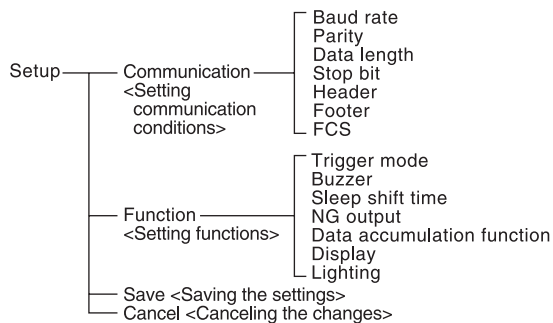 Setup
Communication
<Setting
communication
conditions>
Baud rate
Parity
Data length
Stop bit
Header
Footer
FCS
Function
<Setting functions>
Trigger mode
Buzzer
Sleep shift time
NG output
Data accumulation function
Display
Lighting
Save <Saving the settings>
Cancel <Canceling the changes>